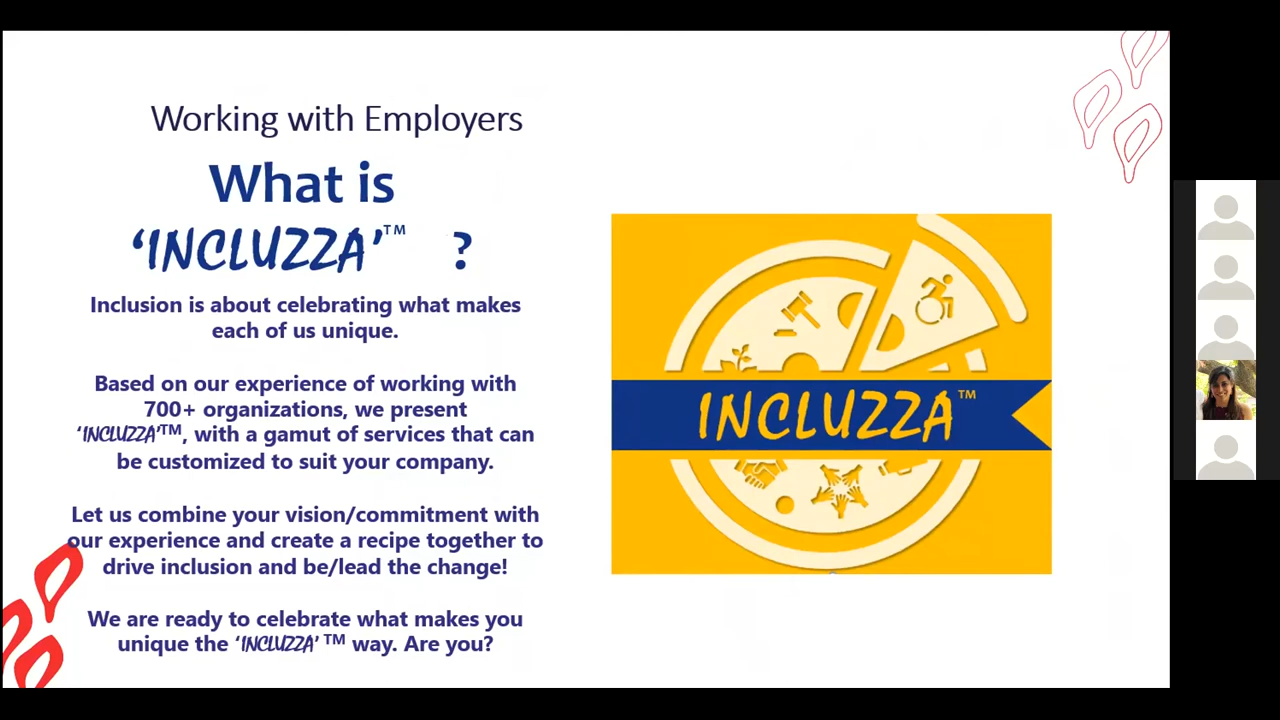 Working with Employers
What is
‘INCLUZZA’™ ?
Inclusion is about celebrating what makes
each of us unique.
Based on our experience of working with
700+ organizations, we present
‘INCLUZZA’™, with a gamut of services that can
be customized to suit your company.
Let us combine your vision/commitment with
our experience and create a recipe together to
drive inclusion and be/lead the change!
We are ready to celebrate what makes you
unique the ‘INCLUZZA’ ™ way. Are you?
INCLUZZA™